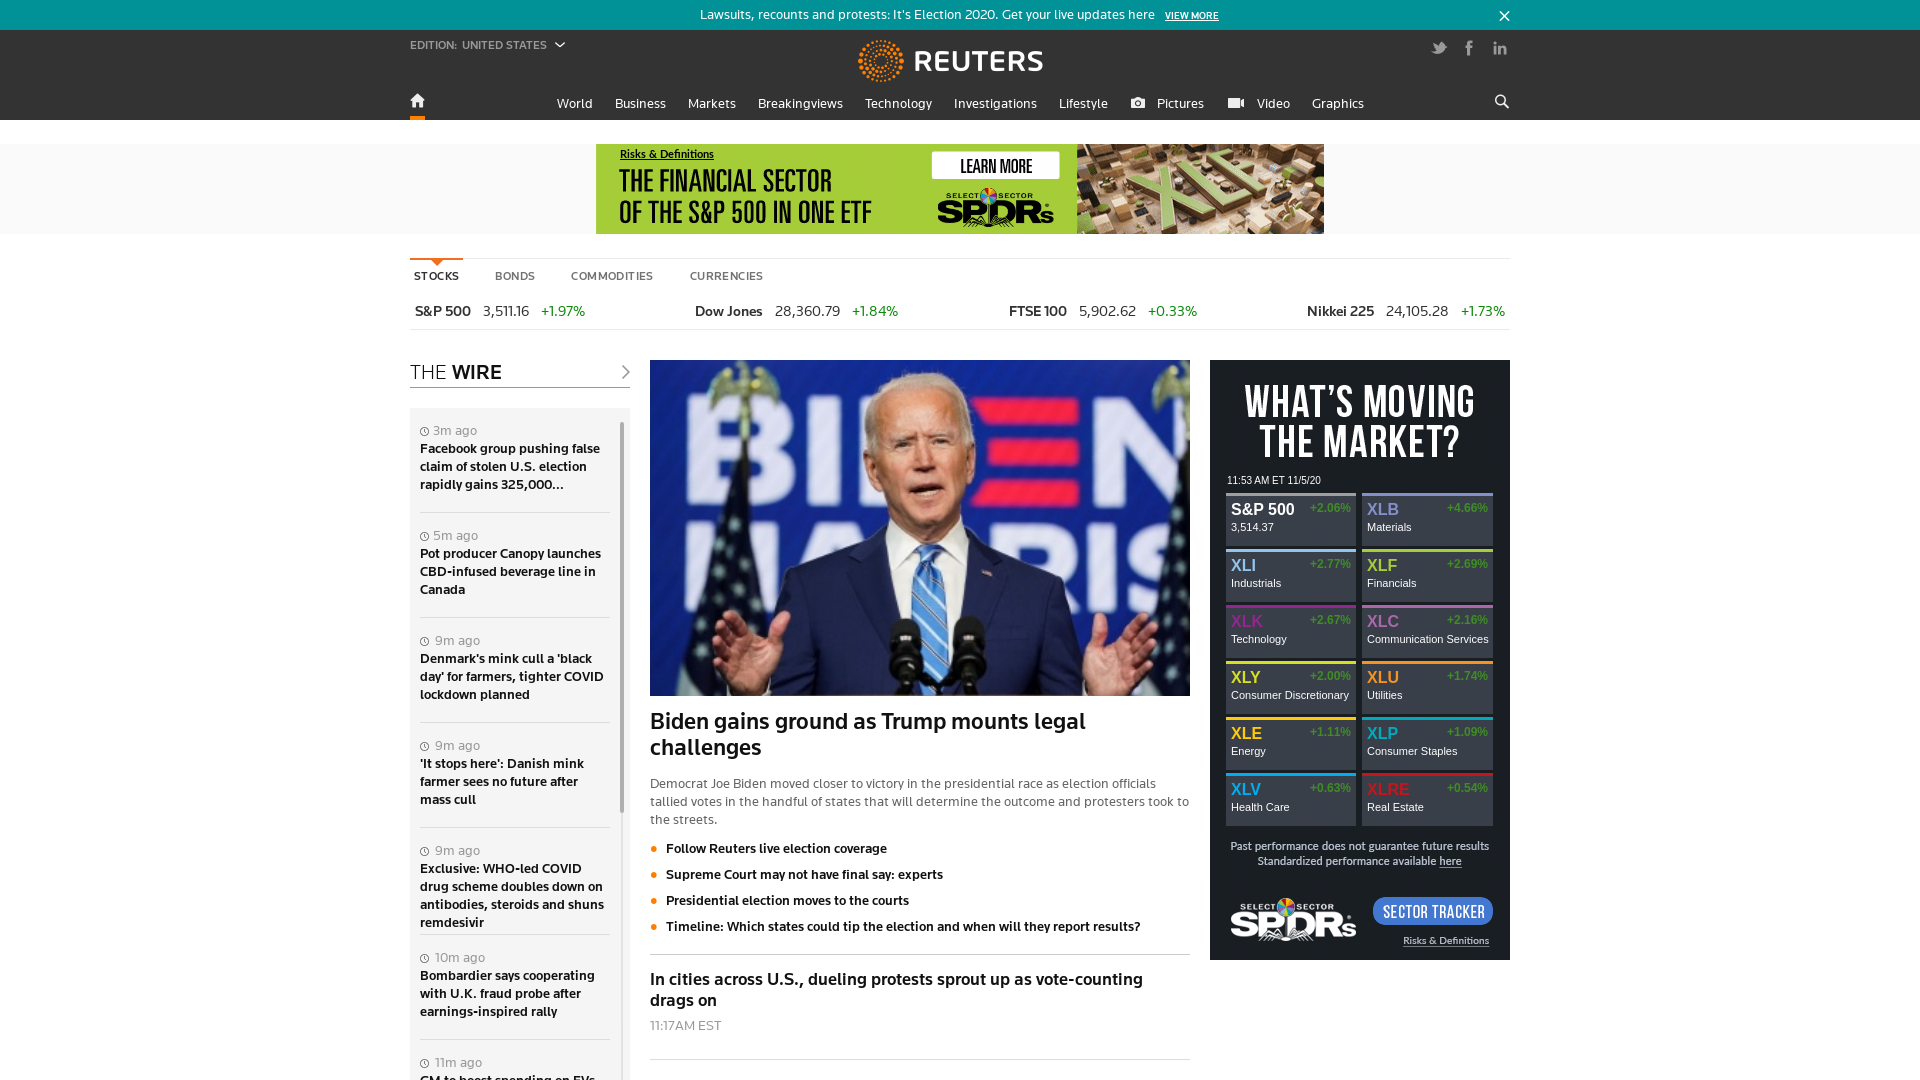 Lawsuits, recounts and protests: It's Election 2020. Get your live updates here VIEW MORE
EDITION: UNITED STATES
REUTERS
World Business Markets Breakingviews Technology Investigations Lifestyle Pictures Video Graphics
Risks & Definitions
THE FINANCIAL SECTOR
OF THE S&P 500 IN ONE ETF
LEARN MORE
SELECT SECTOR
SPDRs
XLF
STOCKS BONDS COMMODITIES CURRENCIES
S&P 500 3,511.16 +1.97% Dow Jones 28,360.79 +1.84% FTSE 100 5,902.62 +0.33% Nikkei 225 24,105.28 +1.73%
THE WIRE
3m ago
Facebook group pushing false
claim of stolen U.S. election
rapidly gains 325,000...
5m ago
Pot producer Canopy launches
CBD-infused beverage line in
Canada
9m ago
Denmark's mink cull a 'black
day' for farmers, tighter COVID
lockdown planned
9m ago
'It stops here': Danish mink
farmer sees no future after
mass cull
9m ago
Exclusive: WHO-led COVID
drug scheme doubles down on
antibodies, steroids and shuns
remdesivir
10m ago
Bombardier says cooperating
with U.K. fraud probe after
earnings-inspired rally
11m ago
GM to boost spending on EVs
BIDEN
HARRIS
Biden gains ground as Trump mounts legal
challenges
Democrat Joe Biden moved closer to victory in the presidential race as election officials
tallied votes in the handful of states that will determine the outcome and protesters took to
the streets.
Follow Reuters live election coverage
Supreme Court may not have final say: experts
Presidential election moves to the courts
Timeline: Which states could tip the election and when will they report results?
In cities across U.S., dueling protests sprout up as vote-counting
drags on
11:17AM EST
WHAT'S MOVING
THE MARKET?
11:53 AM ET 11/5/20
S&P 500 +2.06%
3,514.37
XLB +4.66%
Materials
XLI +2.77%
Industrials
XLF +2.69%
Financials
XLK +2.67%
Technology
XLC +2.16%
Communication Services
XLY +2.00%
Consumer Discretionary
XLU +1.74%
Utilities
XLE +1.11%
Energy
XLP +1.09%
Consumer Staples
XLV +0.63%
Health Care
XLRE +0.54%
Real Estate
Past performance does not guarantee future results
Standardized performance available here
SELECT SECTOR
SPDRs
SECTOR TRACKER
Risks & Definitions